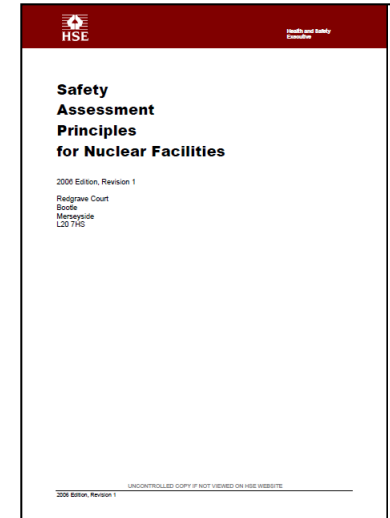 HSE
Health and Safety
Executive
Safety
Assessment
Principles
for Nuclear Facilities
2006 Edition, Revision 1
Redgrave Court
Bootle
Merseyside
L20 7HS
UNCONTROLLED COPY IF NOT VIEWED ON HSE WEBSITE
2006 Edition, Revision 1